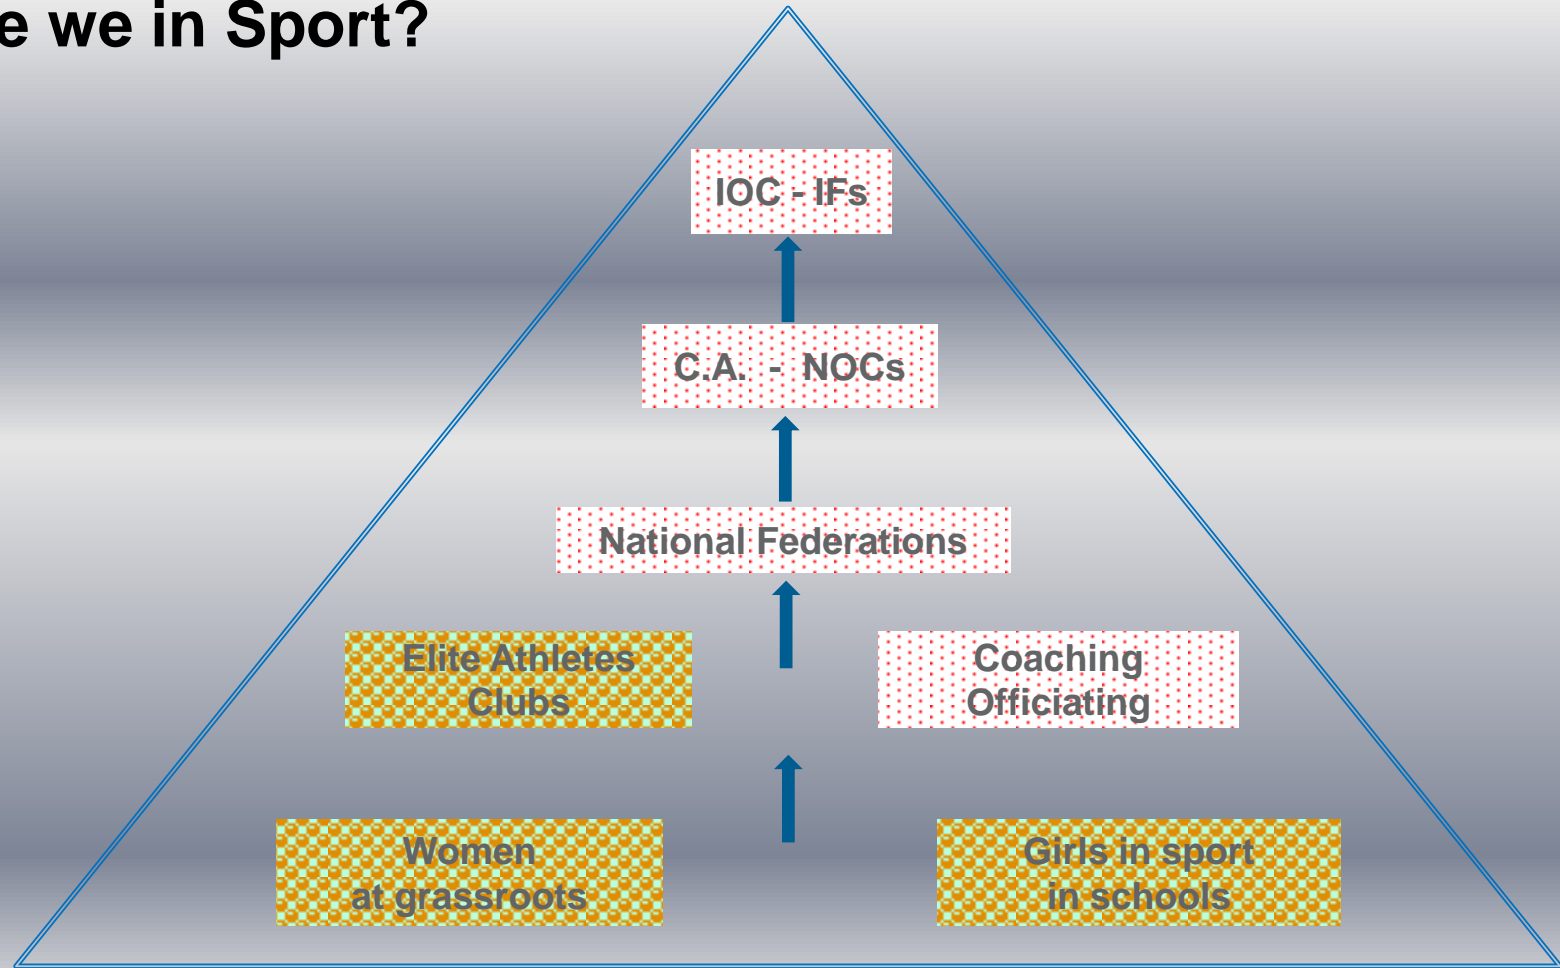 e we in Sport?
IOC - IFs
C.A. - NOCs
National Federations
Elite Athletes
Clubs
Coaching
Officiating
Women
at grassroots
Girls in sport
in schools